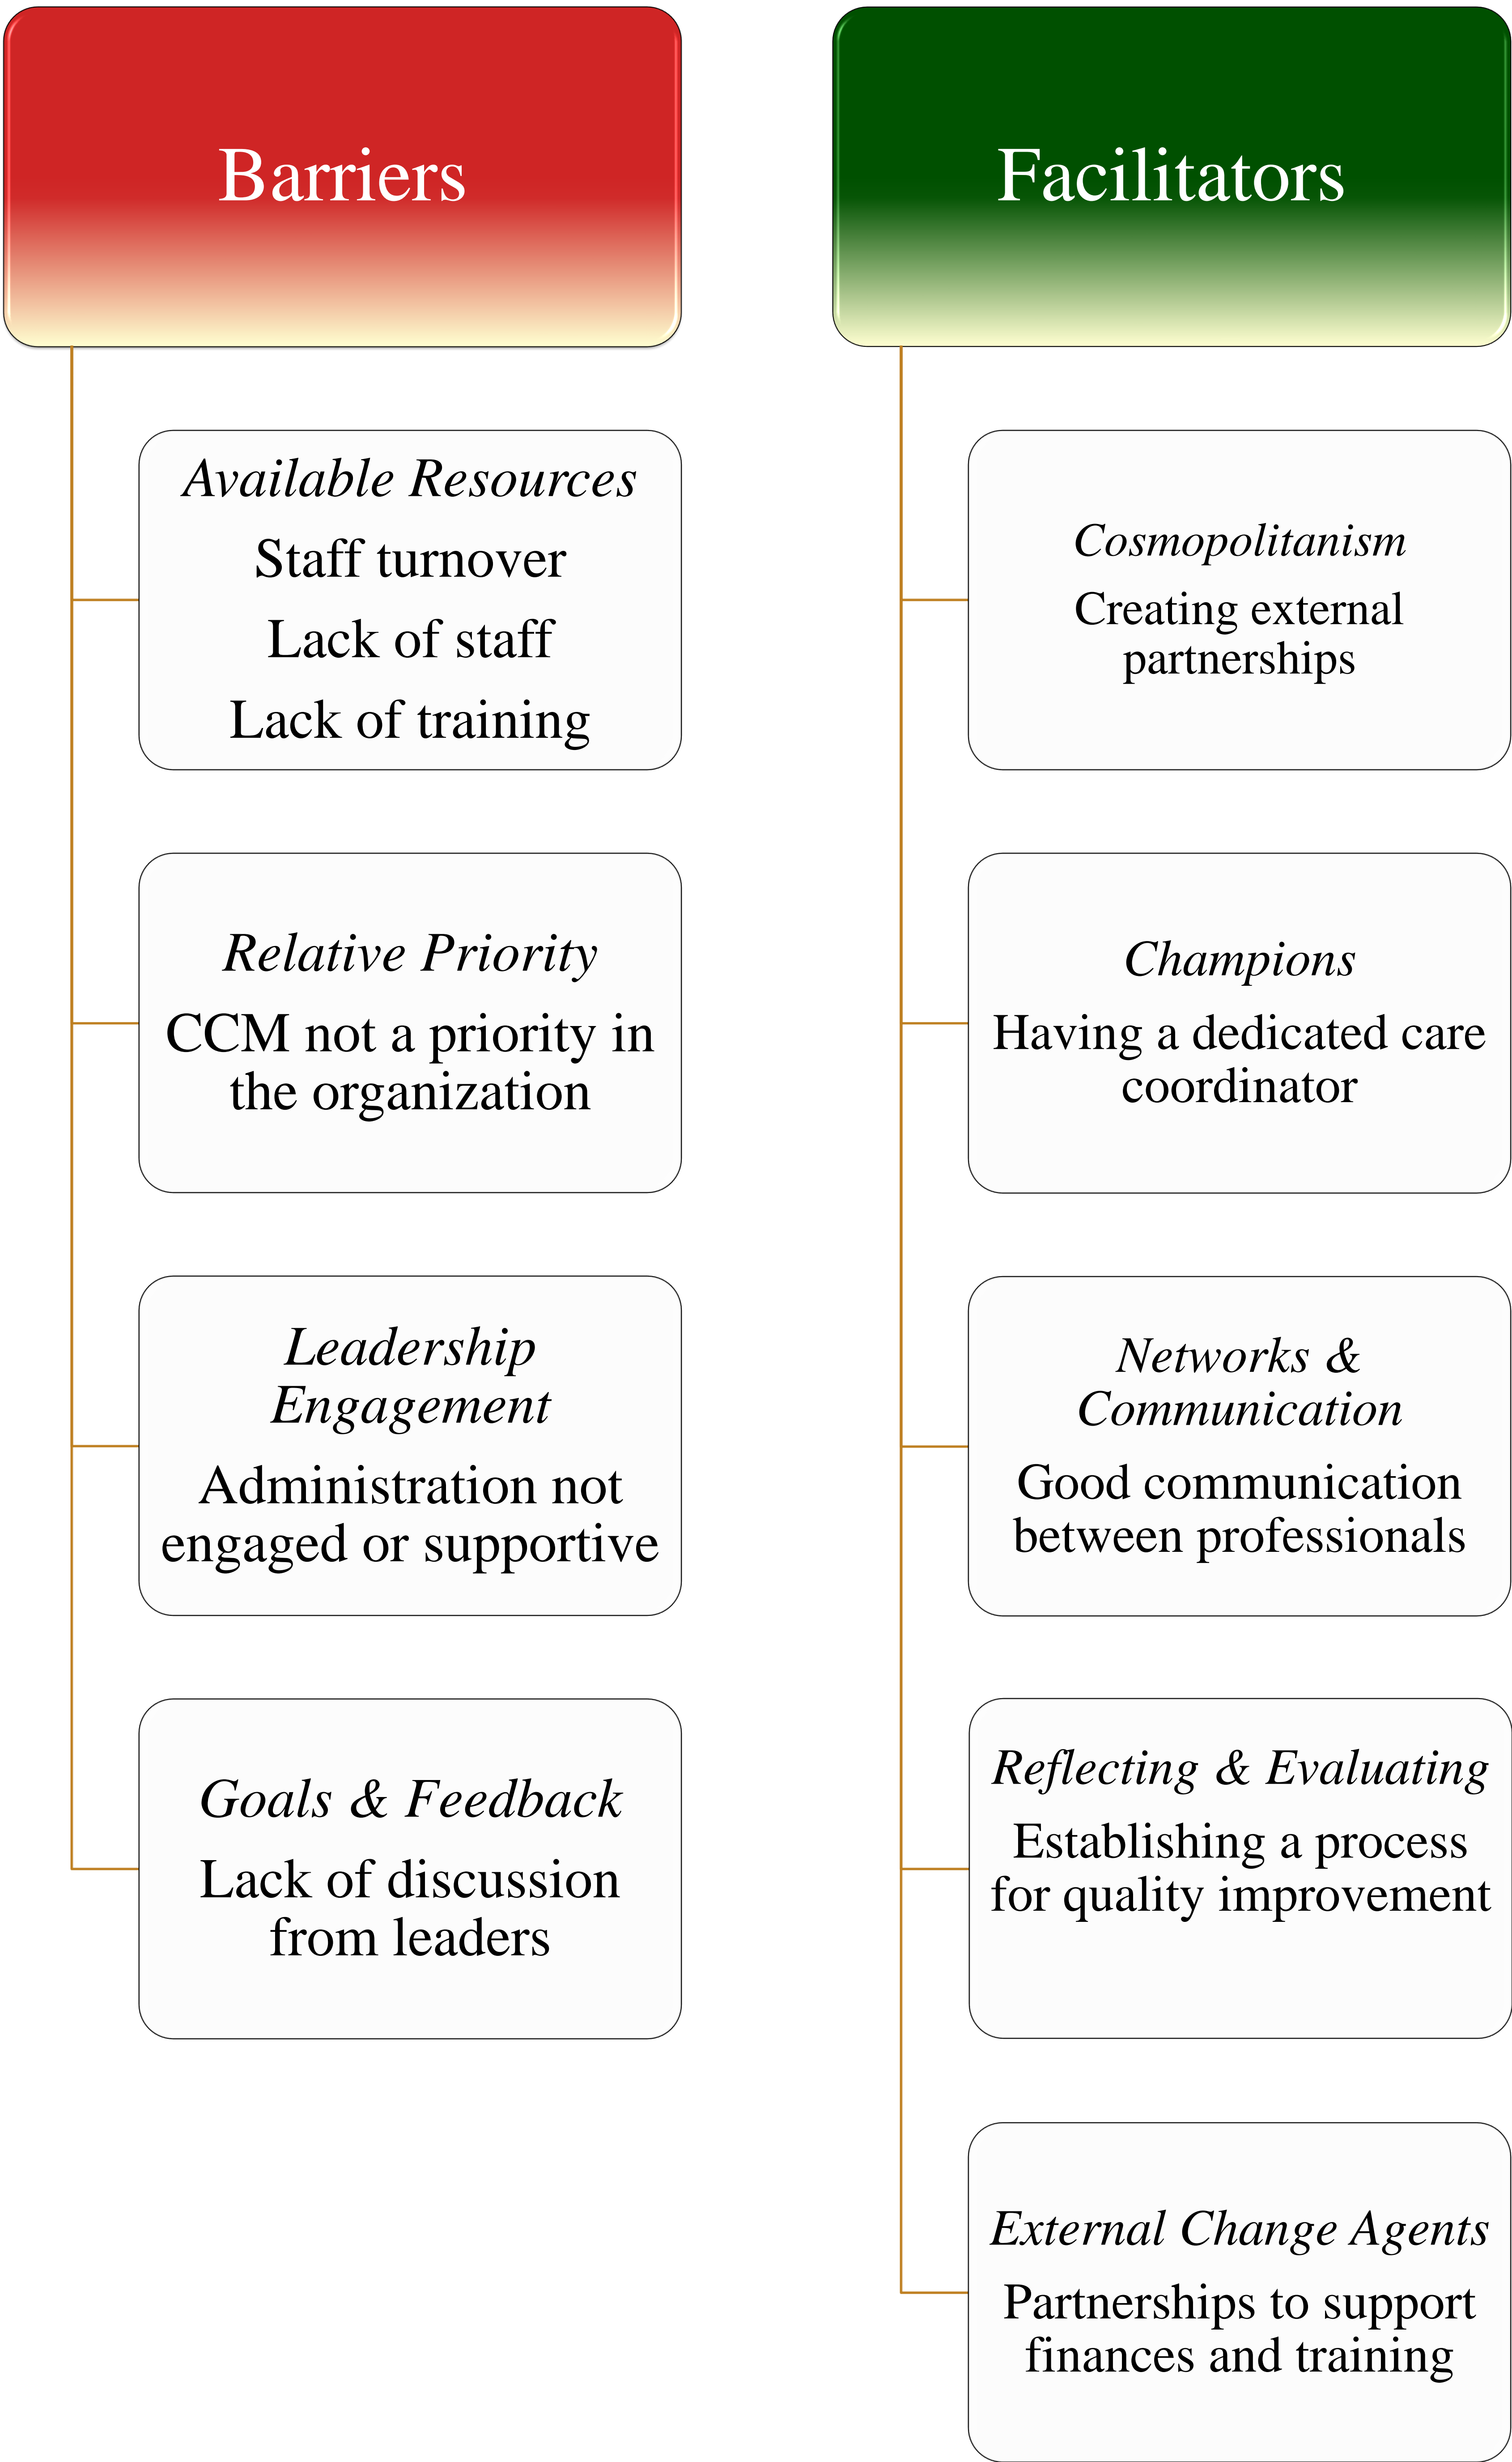 Barriers
Available Resources
Staff turnover
Lack of staff
Lack of training
Relative Priority
CCM not a priority in
the organization
Leadership
Engagement
Administration not
engaged or supportive
Goals & Feedback
Lack of discussion
from leaders
Facilitators
Cosmopolitanism
Creating external
partnerships
Champions
Having a dedicated care
coordinator
Networks &
Communication
Good communication
between professionals
Reflecting & Evaluating
Establishing a process
for quality improvement
External Change Agents
Partnerships to support
finances and training